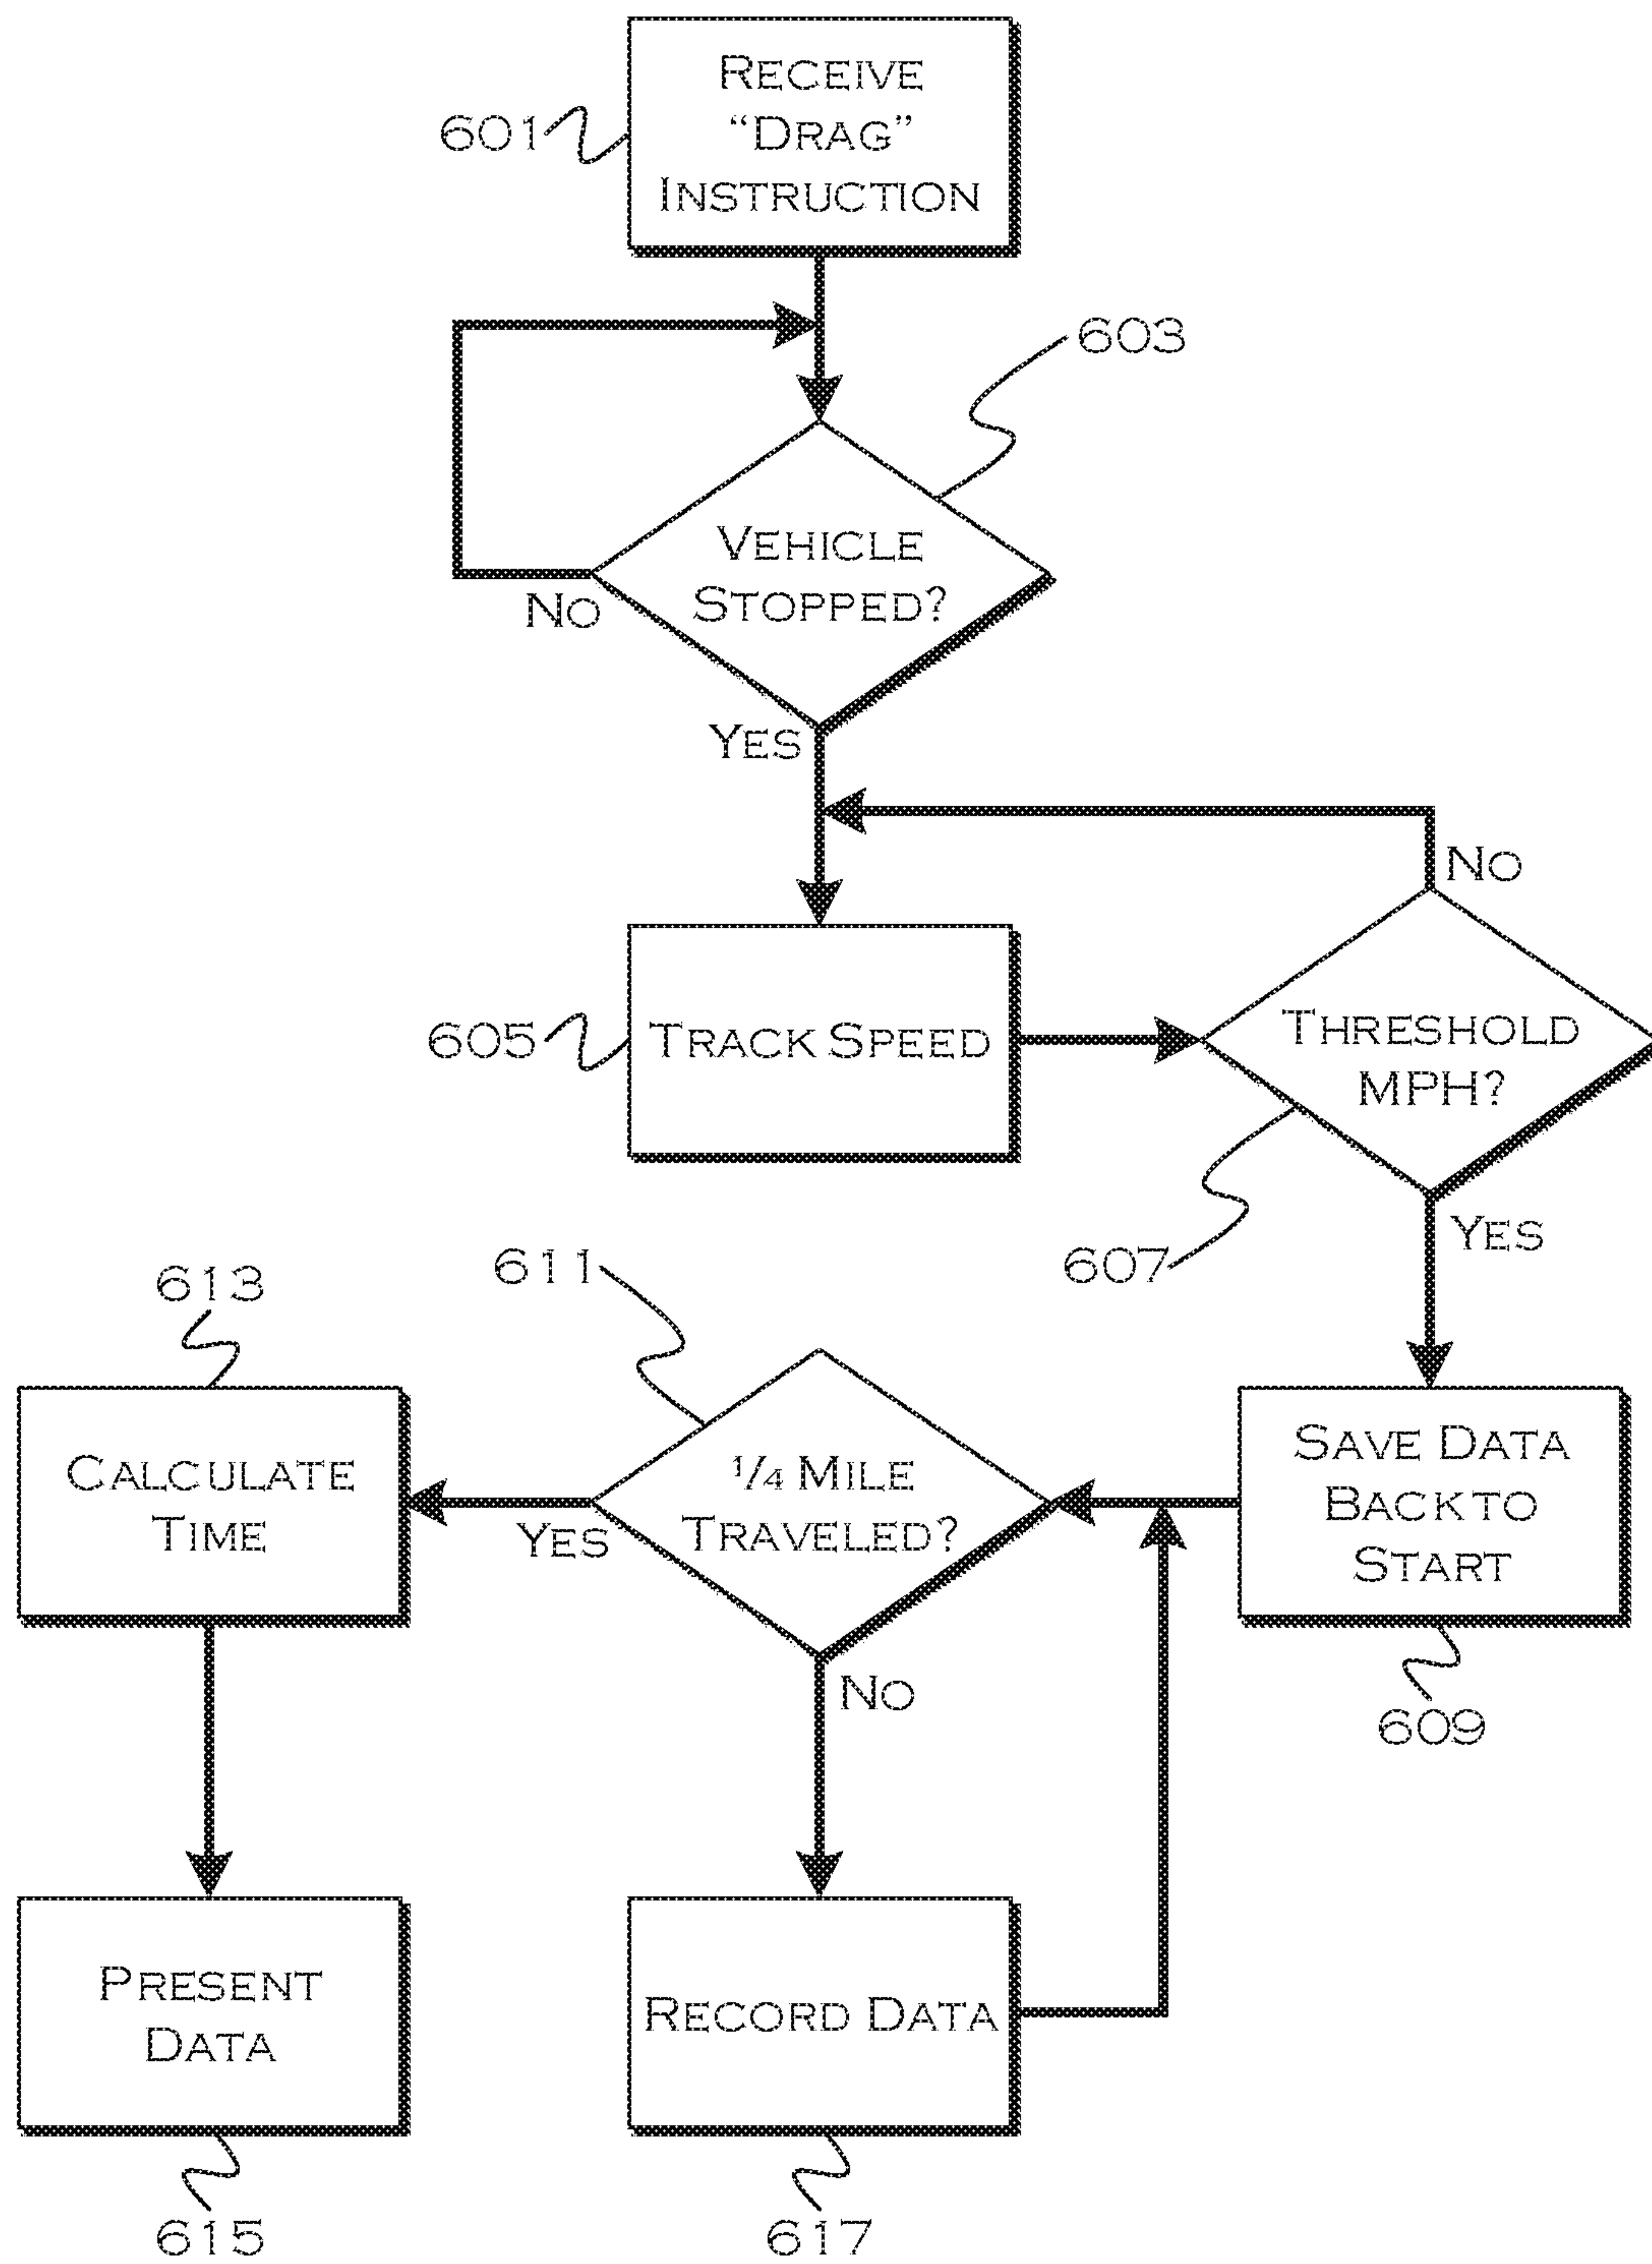 RECEIVE
“DRAG”
INSTRUCTION
601
603
VEHICLE
STOPPED?
NO
YES
NO
605
TRACK SPEED
THRESHOLD
MPH?
607
YES
613
611
CALCULATE
TIME
YES
¼ MILE
TRAVELED?
NO
SAVE DATA
BACK TO
START
609
PRESENT
DATA
615
RECORD DATA
617